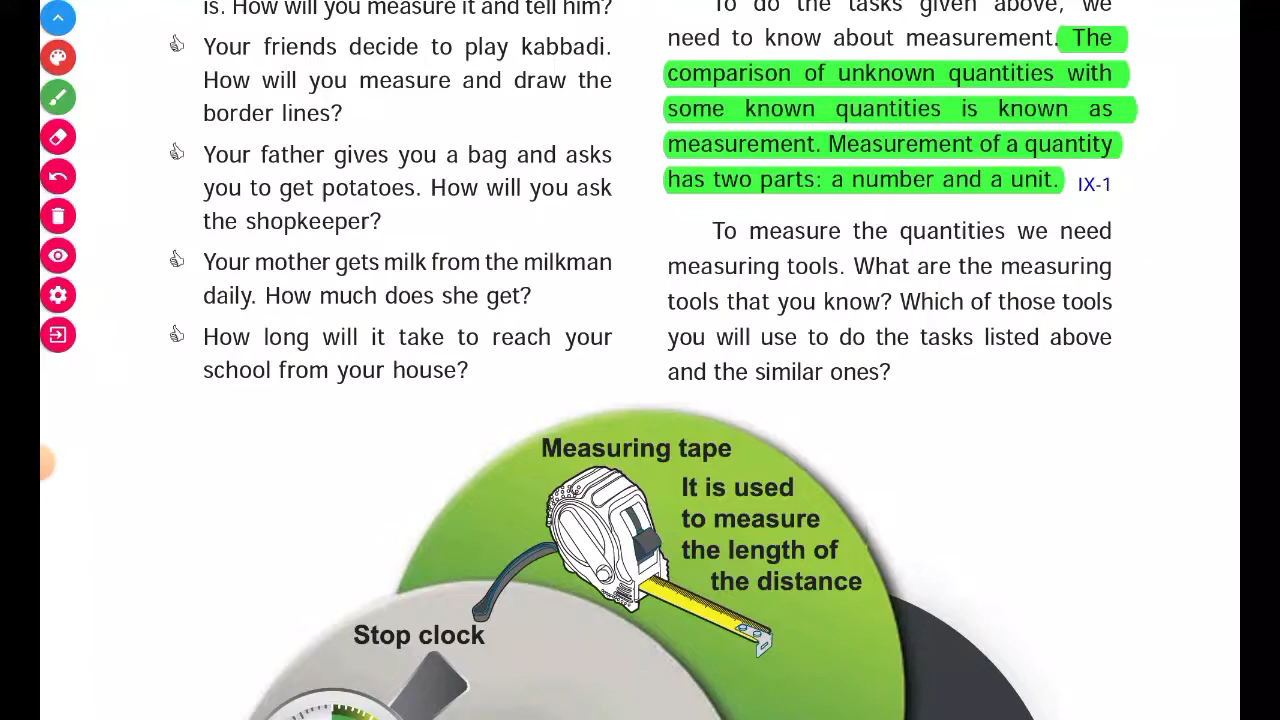 is. How will you measure it and tell him?
Your friends decide to play kabbadi.
How will you measure and draw the
border lines?
Your father gives you a bag and asks
you to get potatoes. How will you ask
the shopkeeper?
Your mother gets milk from the milkman
daily. How much does she get?
How long will it take to reach your
school from your house?
To do the tasks given above, we
need to know about measurement. The
comparison of unknown quantities with
some known quantities is known as
measurement. Measurement of a quantity
has two parts: a number and a unit. IX-1
To measure the quantities we need
measuring tools. What are the measuring
tools that you know? Which of those tools
you will use to do the tasks listed above
and the similar ones?
Measuring tape
It is used
to measure
the length of
the distance
Stop clock